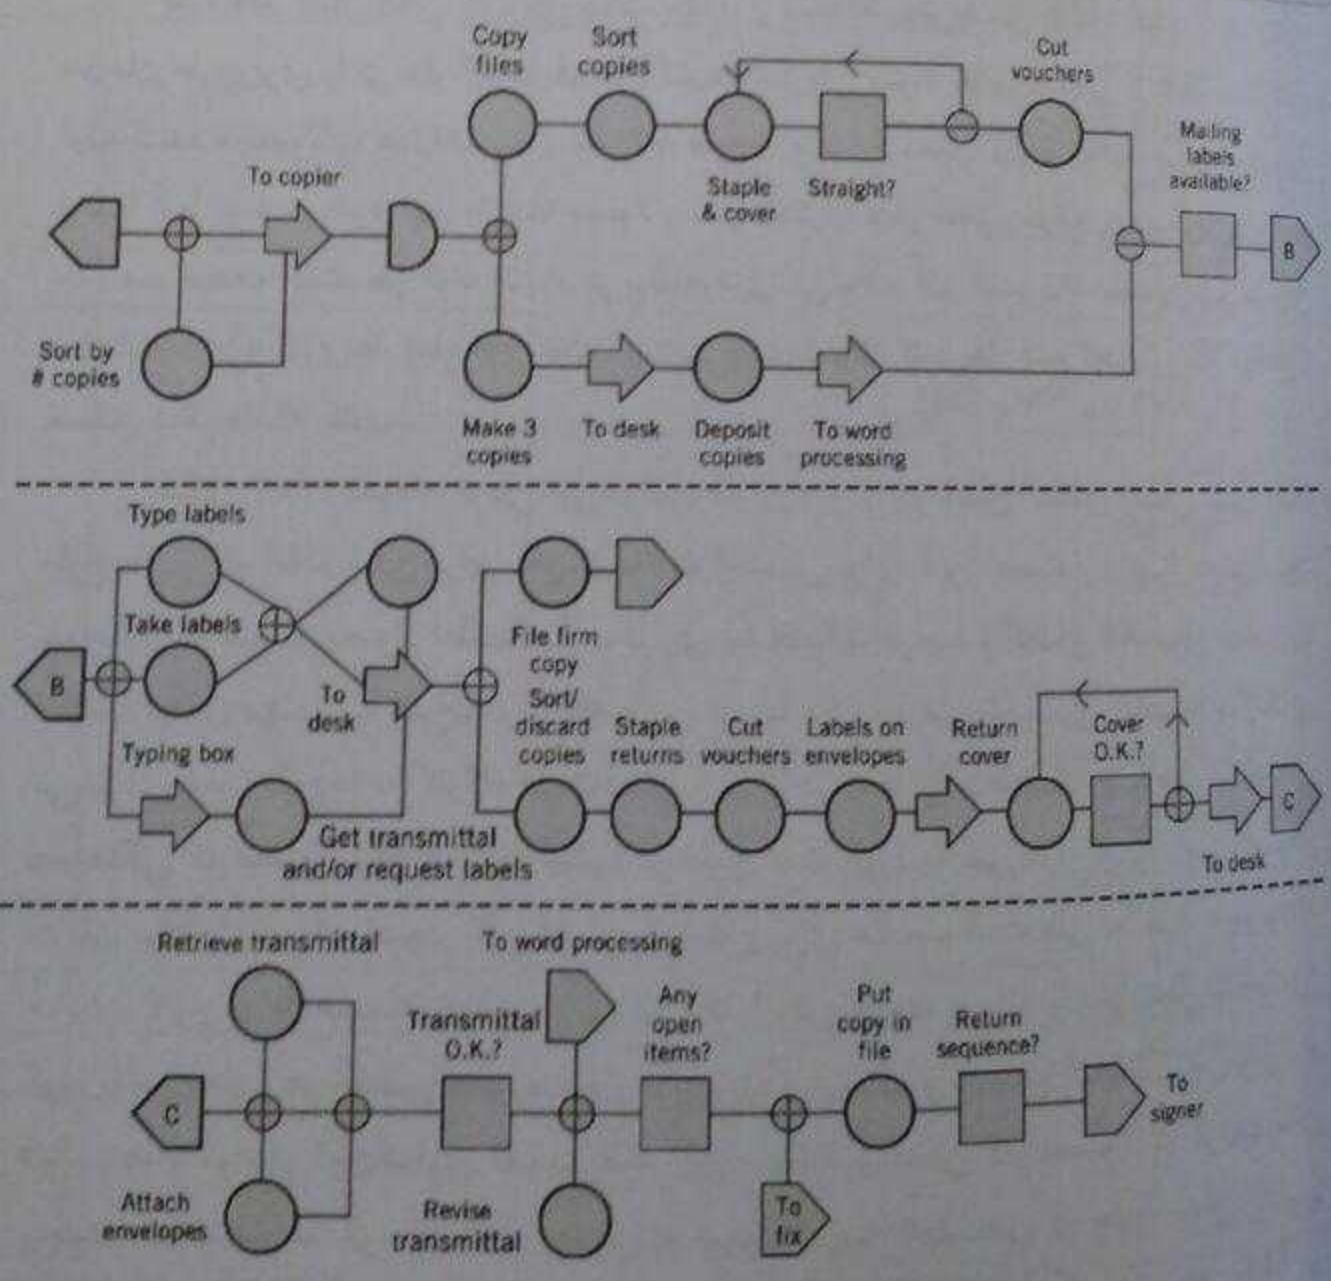 Copy
files
Sort
copies
Cut
vouchers
Mailing
labels
available?
To copier
Staple
& cover
Straight?
B
Sort by
# copies
Make 3
copies
To desk
Deposit
copies
To word
processing
Type labels
Take labels
B
To
desk
File firm
copy
Sort/
discard
copies
Staple
returns
Cut
vouchers
Labels on
envelopes
Return
cover
Cover
O.K.?
Typing box
C
Get transmittal
and/or request labels
To desk
Retrieve transmittal
To word processing
Transmittal
O.K.?
Any
open
items?
Put
copy in
file
Return
sequence?
C
To
signer
Attach
envelopes
Revise
transmittal
To
fix